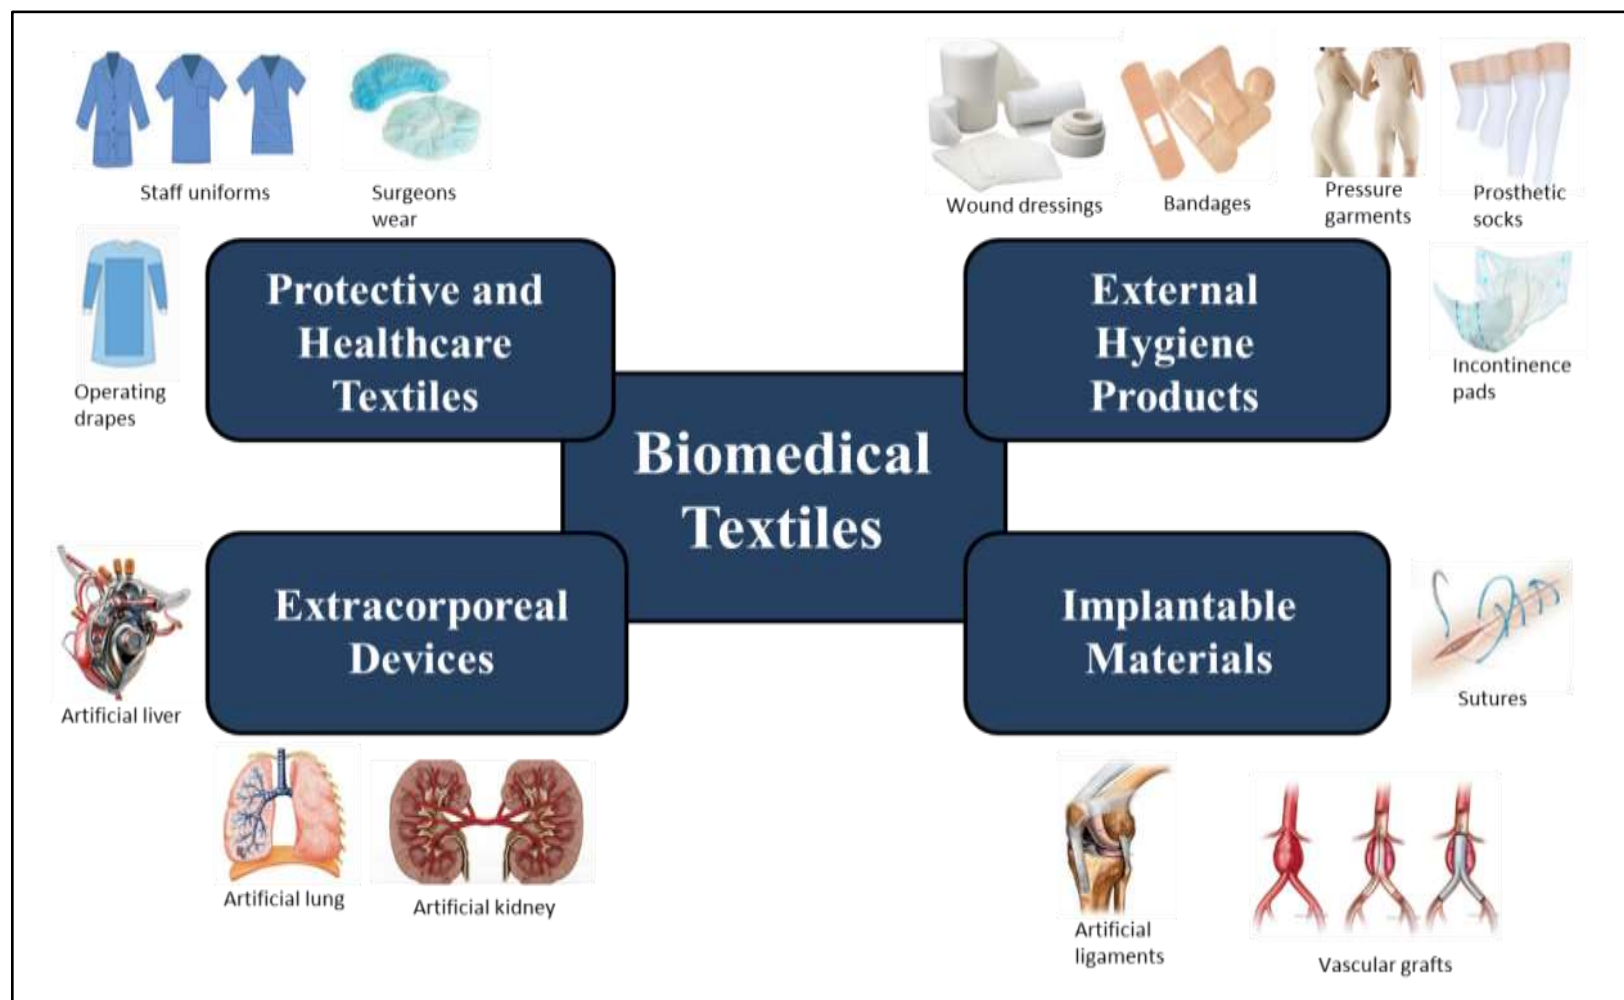 Staff uniforms
Surgeons
wear
Wound dressings
Bandages
Pressure
garments
Prosthetic
socks
Operating
drapes
Protective and
Healthcare
Textiles
External
Hygiene
Products
Incontinence
pads
Biomedical
Textiles
Artificial liver
Extracorporeal
Devices
Implantable
Materials
Sutures
Artificial lung
Artificial kidney
Artificial
ligaments
Vascular grafts